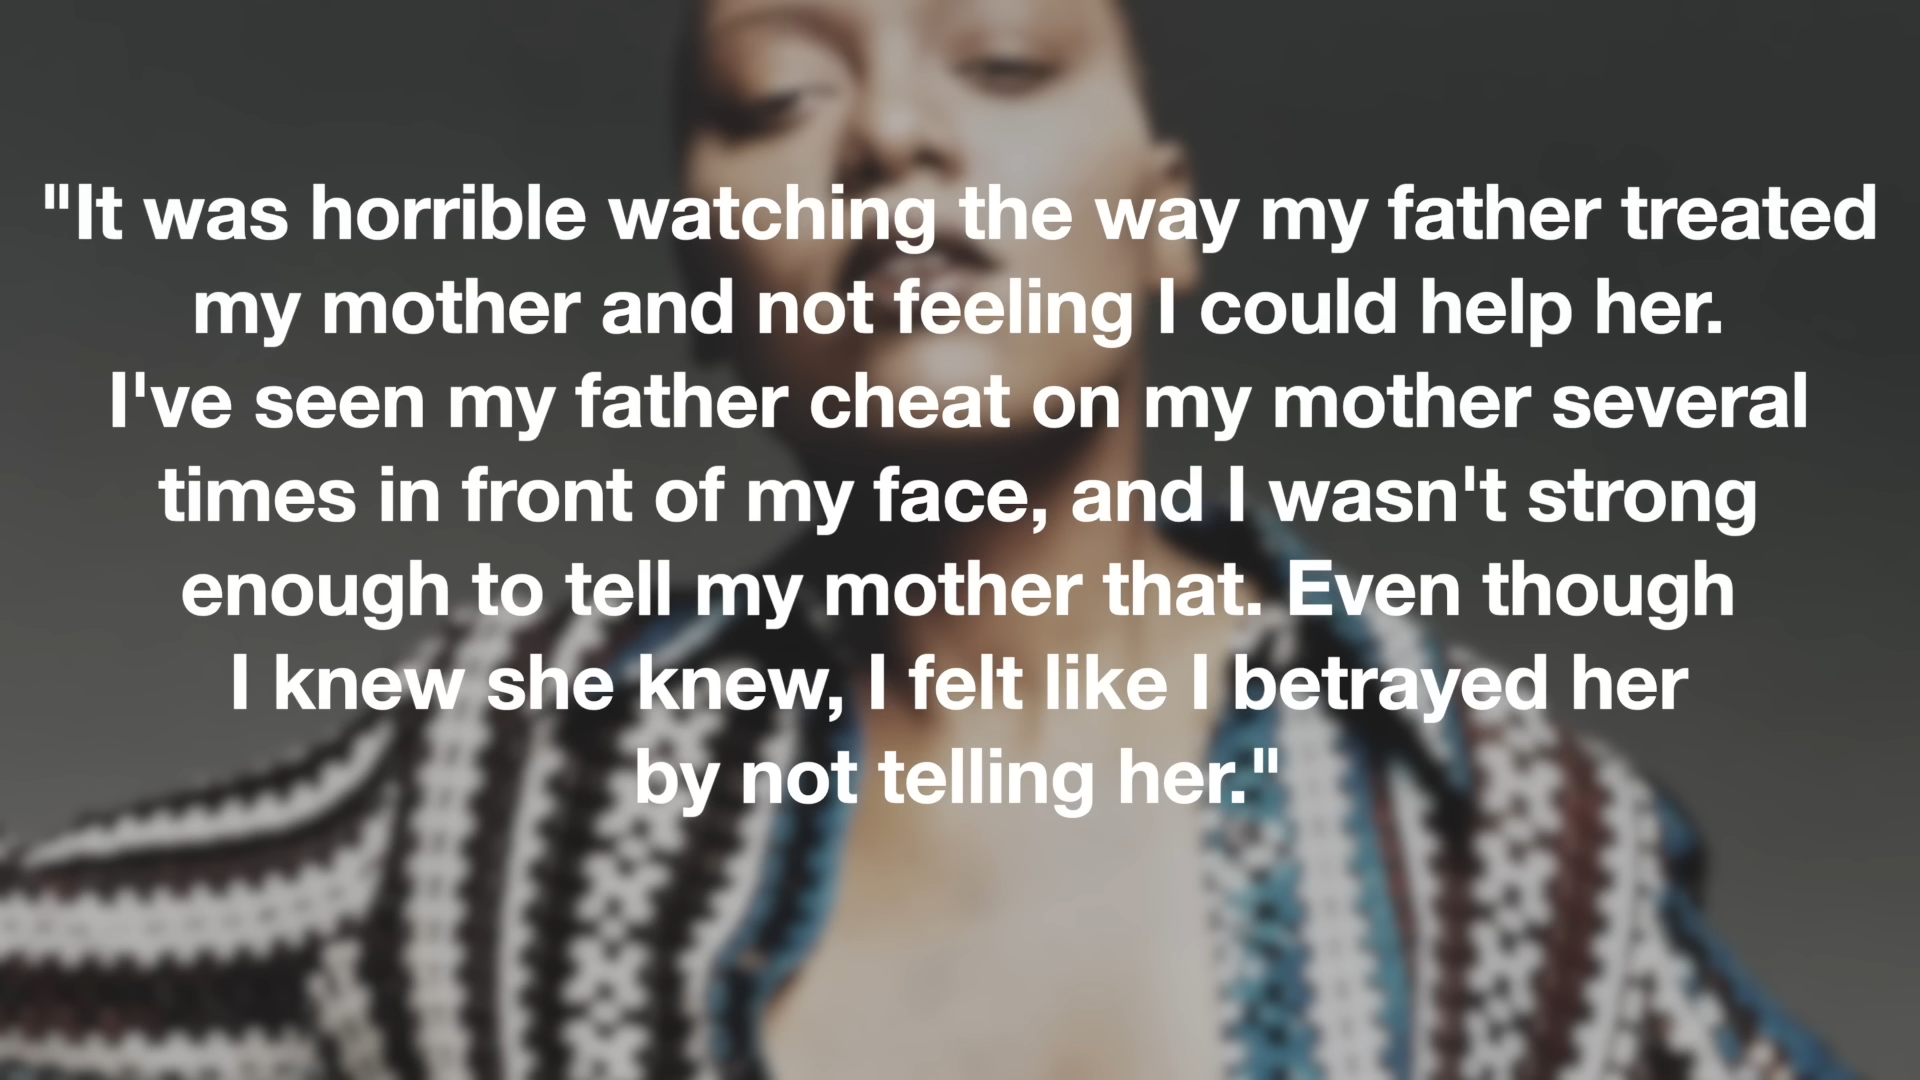 "It was horrible watching the way my father treated
my mother and not feeling I could help her.
I've seen my father cheat on my mother several
times in front of my face, and I wasn't strong
enough to tell my mother that. Even though
I knew she knew, I felt like I betrayed her
by not telling her."